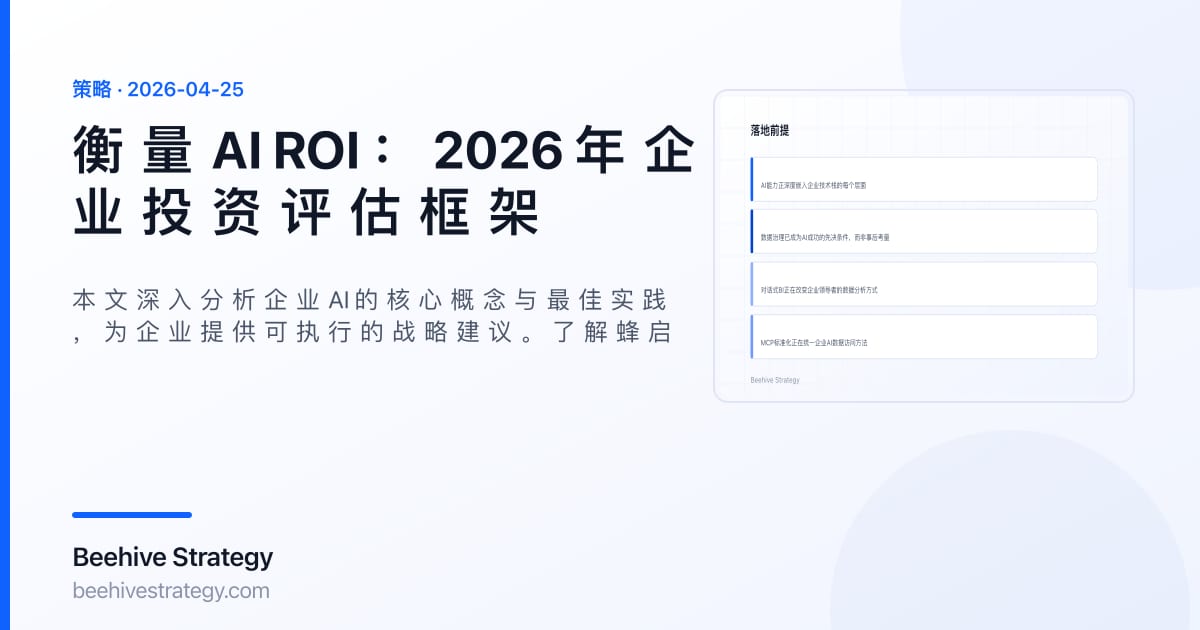 策略 · 2026-04-25
衡量 AI ROI： 2026 年企
业投资评估框架
本文深入分析企业 AI 的核心概念与最佳实践
，为企业提供可执行的战略建议。了解蜂启
落地前提
AI能力正深度嵌入企业技术栈的每个层面
数据治理已成为AI成功的先决条件，而非事后考量
对话式BI正在改变企业领导者的数据分析方式
MCP标准化正在统一企业AI数据访问方法
Beehive Strategy
Beehive Strategy
beehivestrategy.com